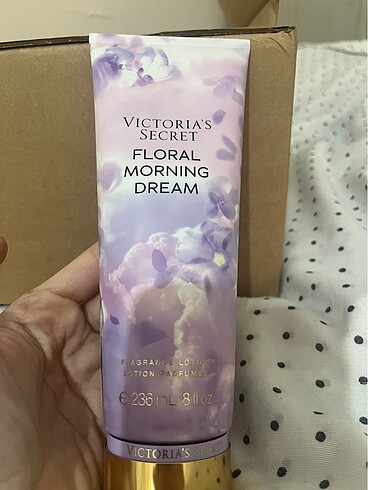 VICTORIA'S
SECRET
FLORAL
MORNING
DREAM
FRAGRANCE LOTION
LOTION PARFUMÉE
℮ 236 mL/8 fl oz
VICTORIA'S SECRET